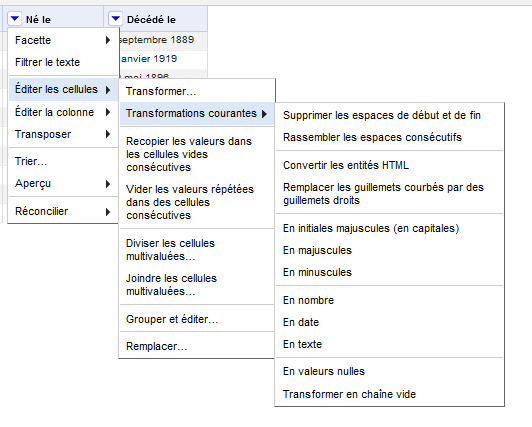 Né le
Décédé le
septembre 1889
janvier 1919
mai 1896
Facette
Filtrer le texte
Éditer les cellules
Éditer la colonne
Transposer
Trier…
Aperçu
Réconcilier
Transformer…
Transformations courantes
Recopier les valeurs dans
les cellules vides
consécutives
Vider les valeurs répétées
dans des cellules
consécutives
Diviser les cellules
multivaluées…
Joindre les cellules
multivaluées…
Grouper et éditer…
Remplacer…
Supprimer les espaces de début et de fin
Rassembler les espaces consécutifs
Convertir les entités HTML
Remplacer les guillemets courbés par des
guillemets droits
En initiales majuscules (en capitales)
En majuscules
En minuscules
En nombre
En date
En texte
En valeurs nulles
Transformer en chaîne vide